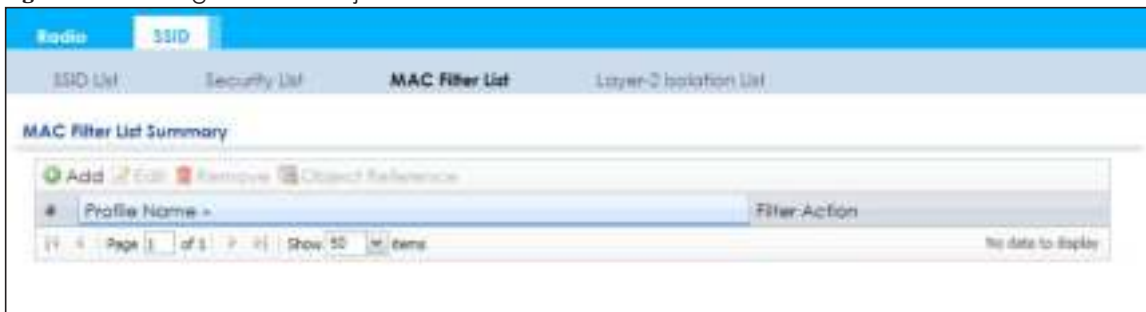 Radio SSID
SSID List Security List MAC Filter List Layer-2 Isolation List
MAC Filter List Summary
Add Edit Remove Object Reference
# Profile Name Filter Action
Page 1 of 1 Show 50 items No data to display